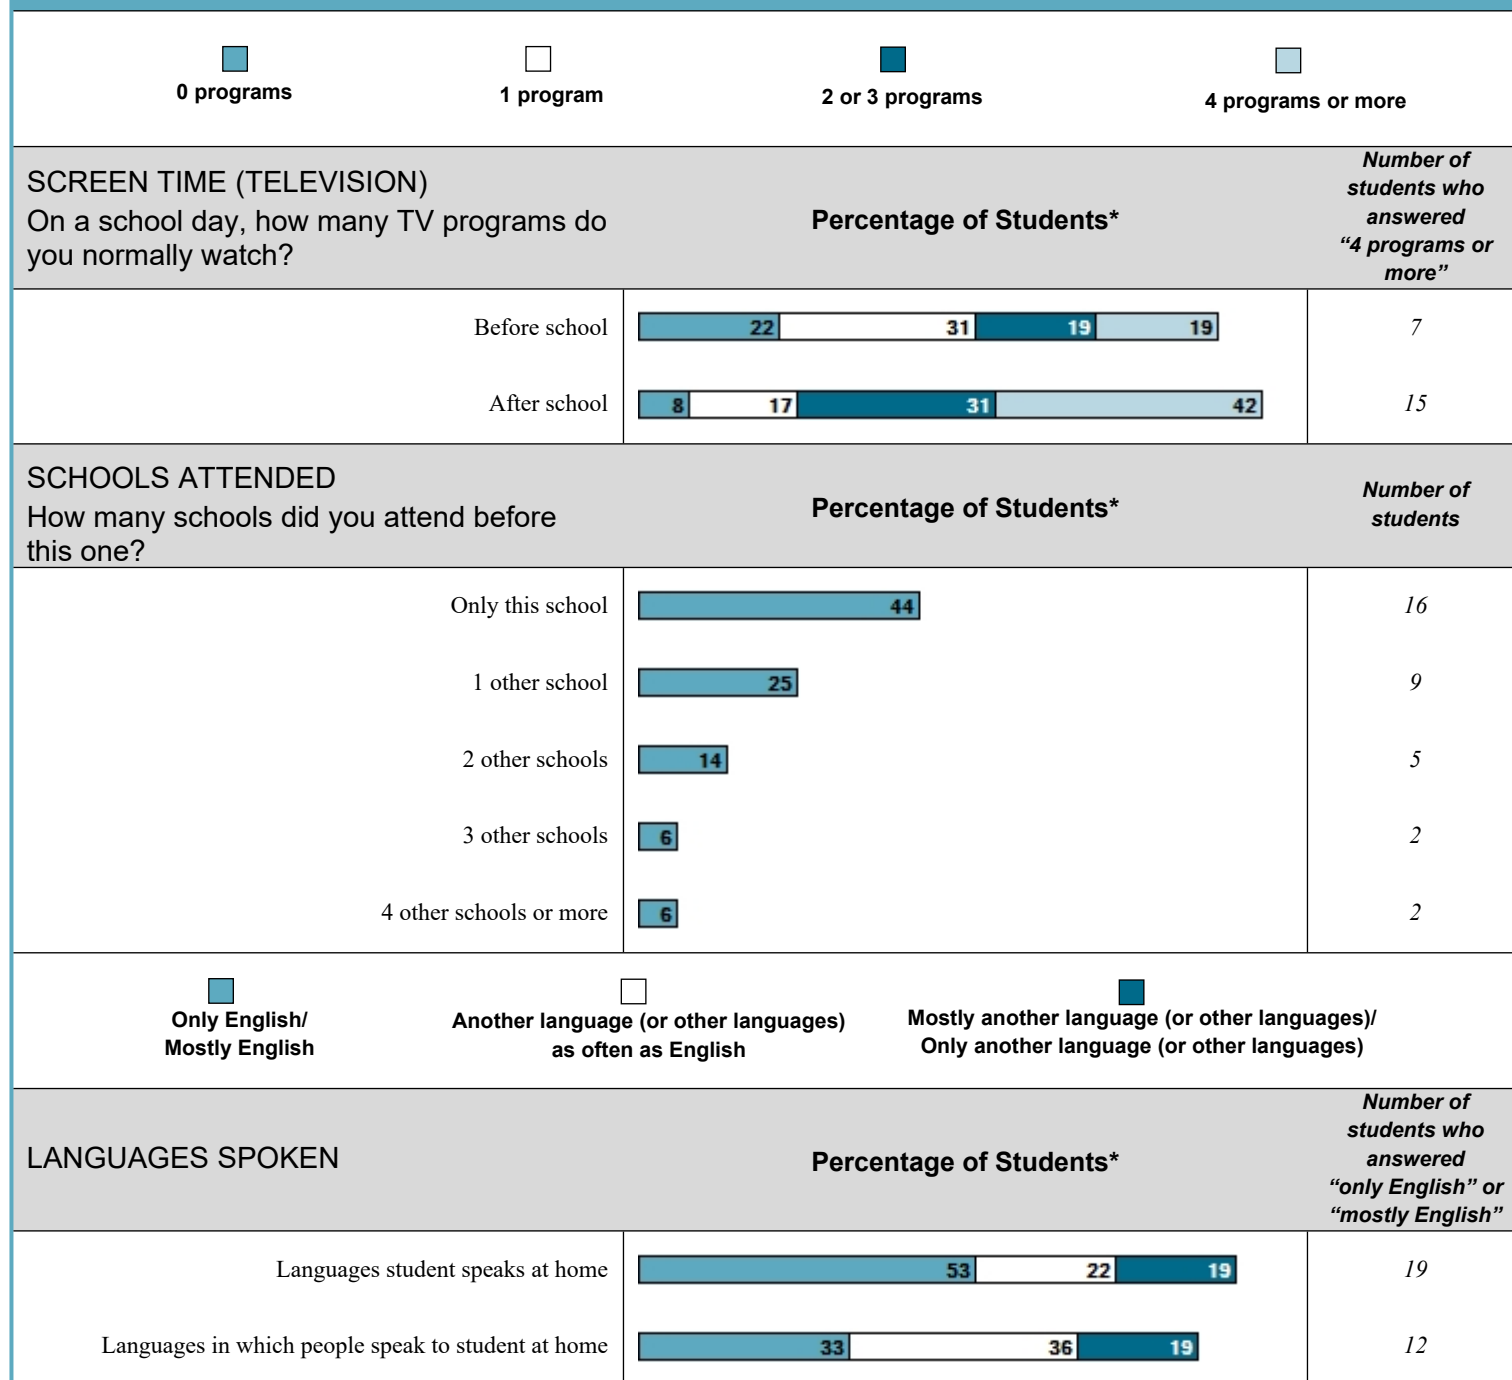 0 programs
1 program
2 or 3 programs
4 programs or more
SCREEN TIME (TELEVISION)
On a school day, how many TV programs do
you normally watch?
Percentage of Students*
Number of
students who
answered
“4 programs or
more”
Before school
22 31 19 19
7
After school
8 17 31 42
15
SCHOOLS ATTENDED
How many schools did you attend before
this one?
Percentage of Students*
Number of
students
Only this school
44
16
1 other school
25
9
2 other schools
14
5
3 other schools
6
2
4 other schools or more
6
2
Only English/
Mostly English
Another language (or other languages)
as often as English
Mostly another language (or other languages)/
Only another language (or other languages)
LANGUAGES SPOKEN
Percentage of Students*
Number of
students who
answered
“only English” or
“mostly English”
Languages student speaks at home
53 22 19
19
Languages in which people speak to student at home
33 36 19
12